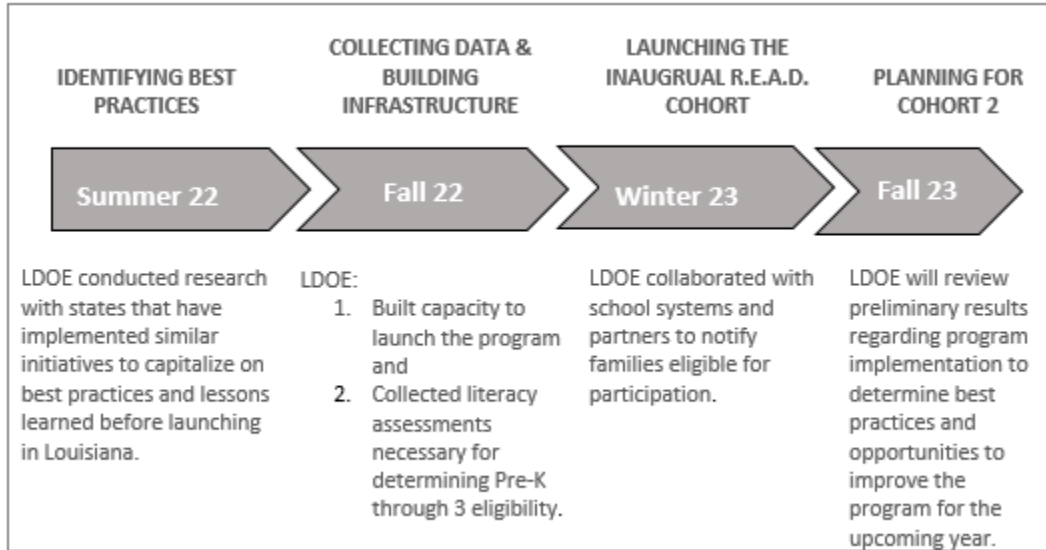 IDENTIFYING BEST
PRACTICES
COLLECTING DATA &
BUILDING
INFRASTRUCTURE
LAUNCHING THE
INAUGRUAL R.E.A.D.
COHORT
PLANNING FOR
COHORT 2
Summer 22
Fall 22
Winter 23
Fall 23
LDOE conducted research
with states that have
implemented similar
initiatives to capitalize on
best practices and lessons
learned before launching
in Louisiana.
LDOE:
1. Built capacity to
launch the program
and
2. Collected literacy
assessments
necessary for
determining Pre-K
through 3 eligibility.
LDOE collaborated with
school systems and
partners to notify
families eligible for
participation.
LDOE will review
preliminary results
regarding program
implementation to
determine best
practices and
opportunities to
improve the
program for the
upcoming year.